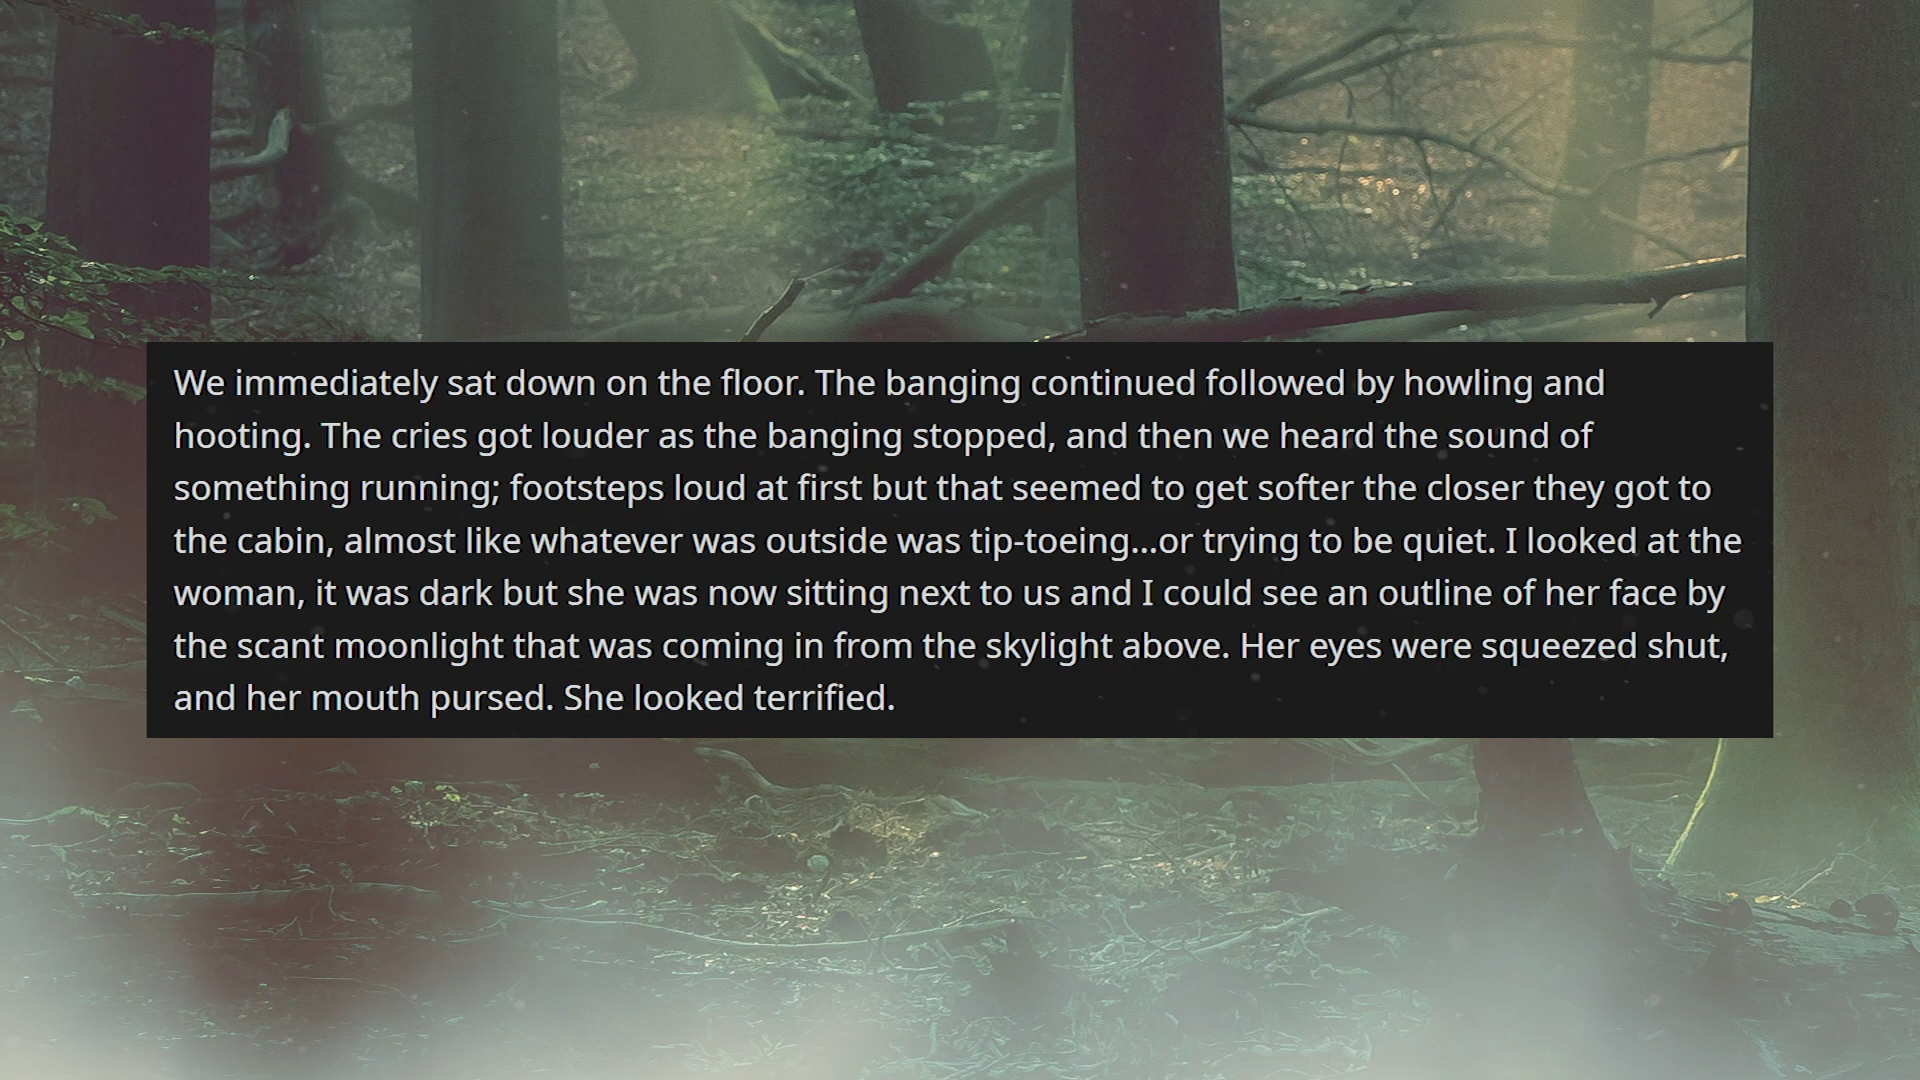 We immediately sat down on the floor. The banging continued followed by howling and
hooting. The cries got louder as the banging stopped, and then we heard the sound of
something running; footsteps loud at first but that seemed to get softer the closer they got to
the cabin, almost like whatever was outside was tip-toeing...or trying to be quiet. I looked at the
woman, it was dark but she was now sitting next to us and I could see an outline of her face by
the scant moonlight that was coming in from the skylight above. Her eyes were squeezed shut,
and her mouth pursed. She looked terrified.